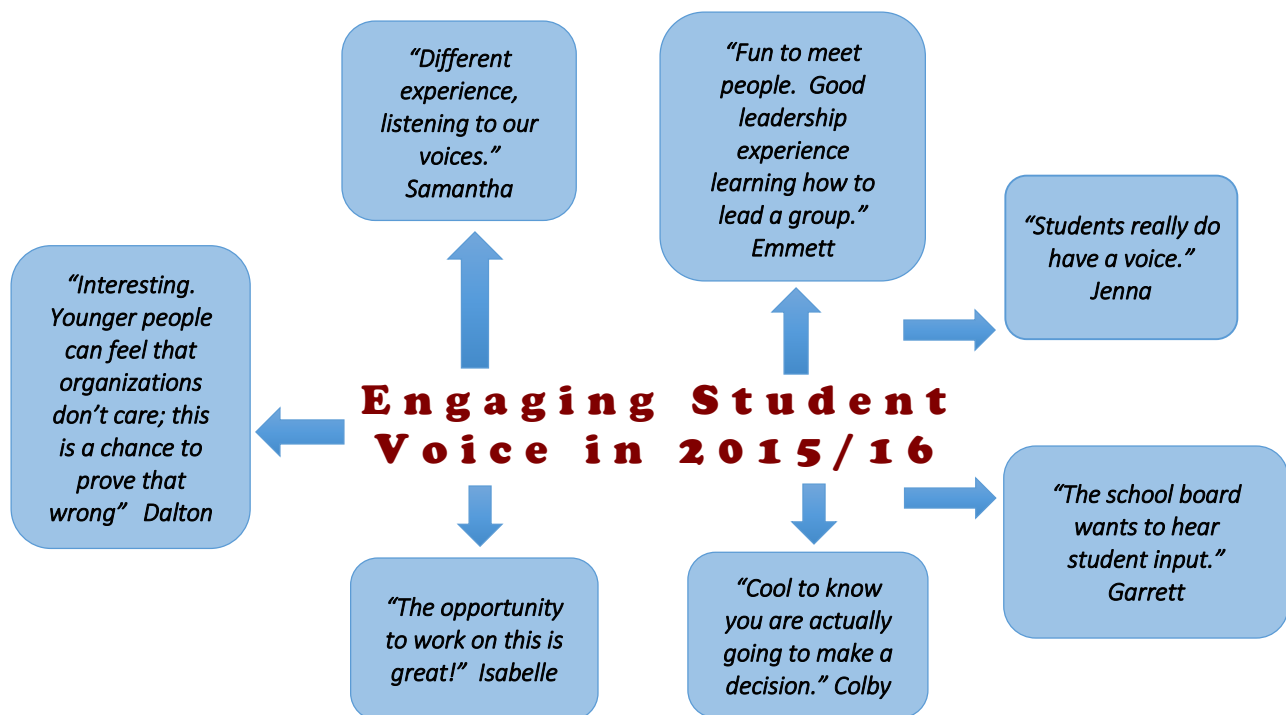 “Different
experience,
listening to our
voices.”
Samantha
“Fun to meet
people.  Good
leadership
experience
learning how to
lead a group.”
Emmett
“Students really do
have a voice.”
Jenna
“Interesting.
Younger people
can feel that
organizations
don’t care; this
is a chance to
prove that
wrong”  Dalton
Engaging Student
Voice in 2015/16
“The school board
wants to hear
student input.”
Garrett
“The opportunity
to work on this is
great!”  Isabelle
“Cool to know
you are actually
going to make a
decision.” Colby